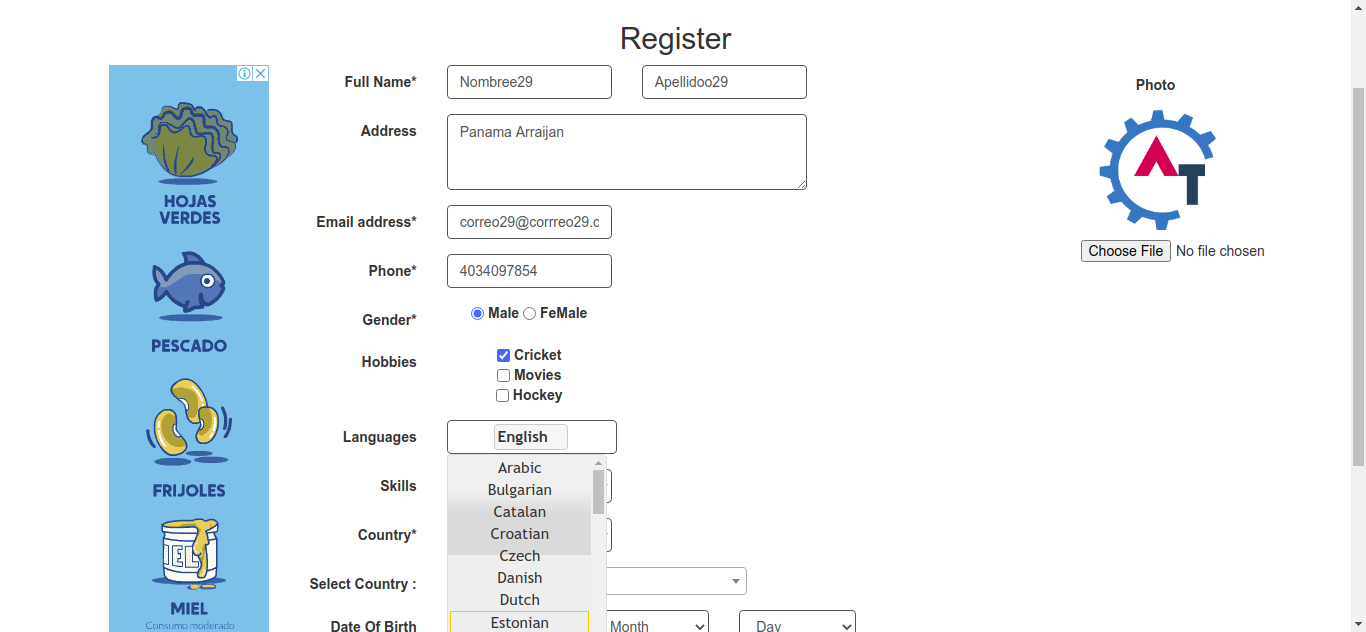 Register
HOJAS
VERDES
PESCADO
FRIJOLES
MIEL
MIEL
Consumo moderado
Full Name* Nombree29 Apellidoo29
Address Panama Arraijan
Email address* correo29@corrreo29.c
Phone* 4034097854
Gender* Male FeMale
Hobbies Cricket
Movies
Hockey
Languages English
Arabic
Bulgarian
Catalan
Croatian
Czech
Danish
Dutch
Estonian
Skills
Country*
Select Country :
Date Of Birth Month Day
Photo
AT
Choose File No file chosen